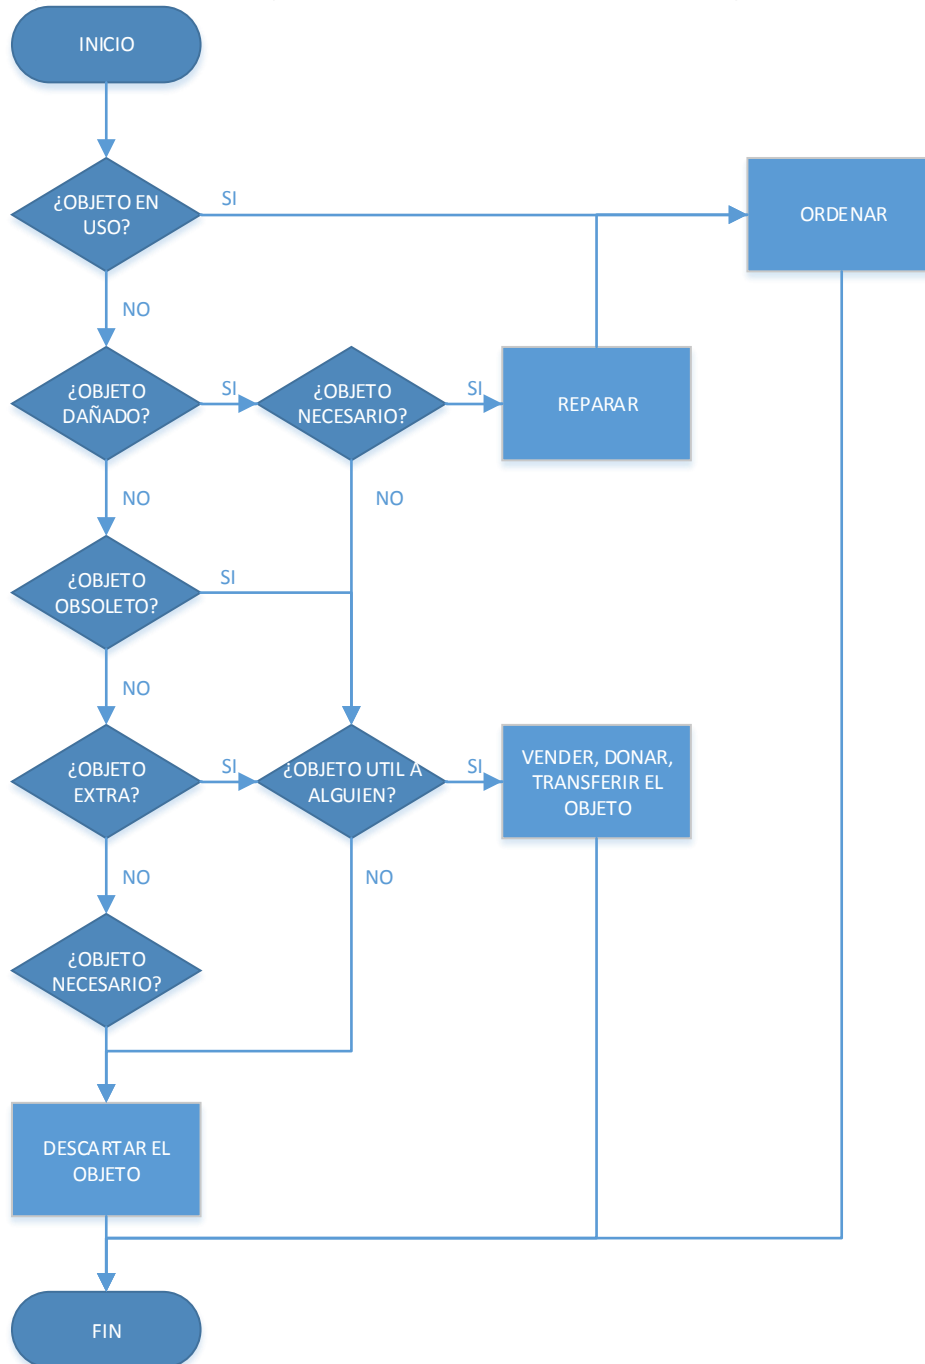 INICIO
¿OBJETO EN
USO?
SI
ORDENAR
NO
¿OBJETO
DAÑADO?
SI
¿OBJETO
NECESARIO?
SI
REPARAR
NO
NO
¿OBJETO
OBSOLETO?
SI
NO
¿OBJETO
EXTRA?
SI
¿OBJETO UTIL A
ALGUIEN?
SI
VENDER, DONAR,
TRANSFERIR EL
OBJETO
NO
NO
¿OBJETO
NECESARIO?
DESCARTAR EL
OBJETO
FIN